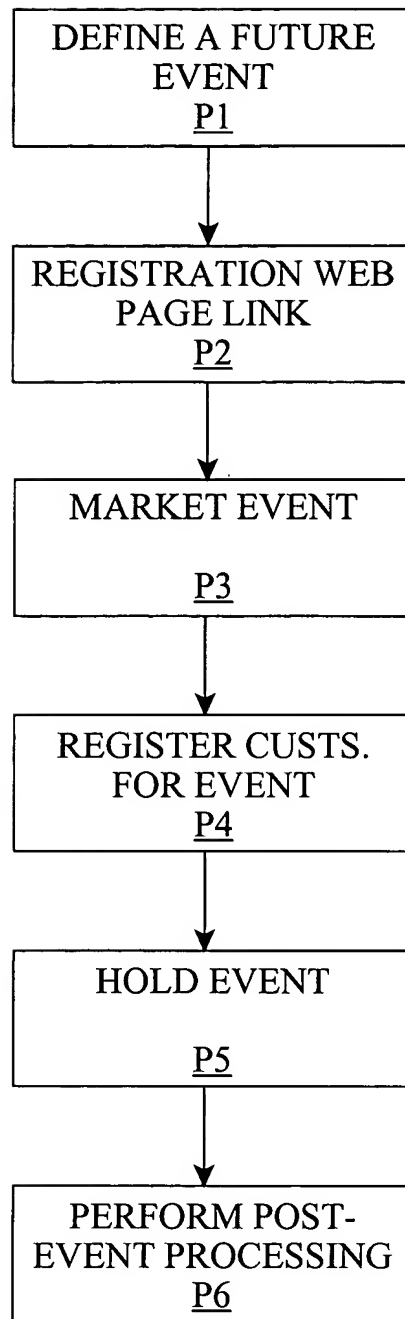 DEFINE A FUTURE
EVENT
P1
REGISTRATION WEB
PAGE LINK
P2
MARKET EVENT
P3
REGISTER CUSTS.
FOR EVENT
P4
HOLD EVENT
P5
PERFORM POST-
EVENT PROCESSING
P6